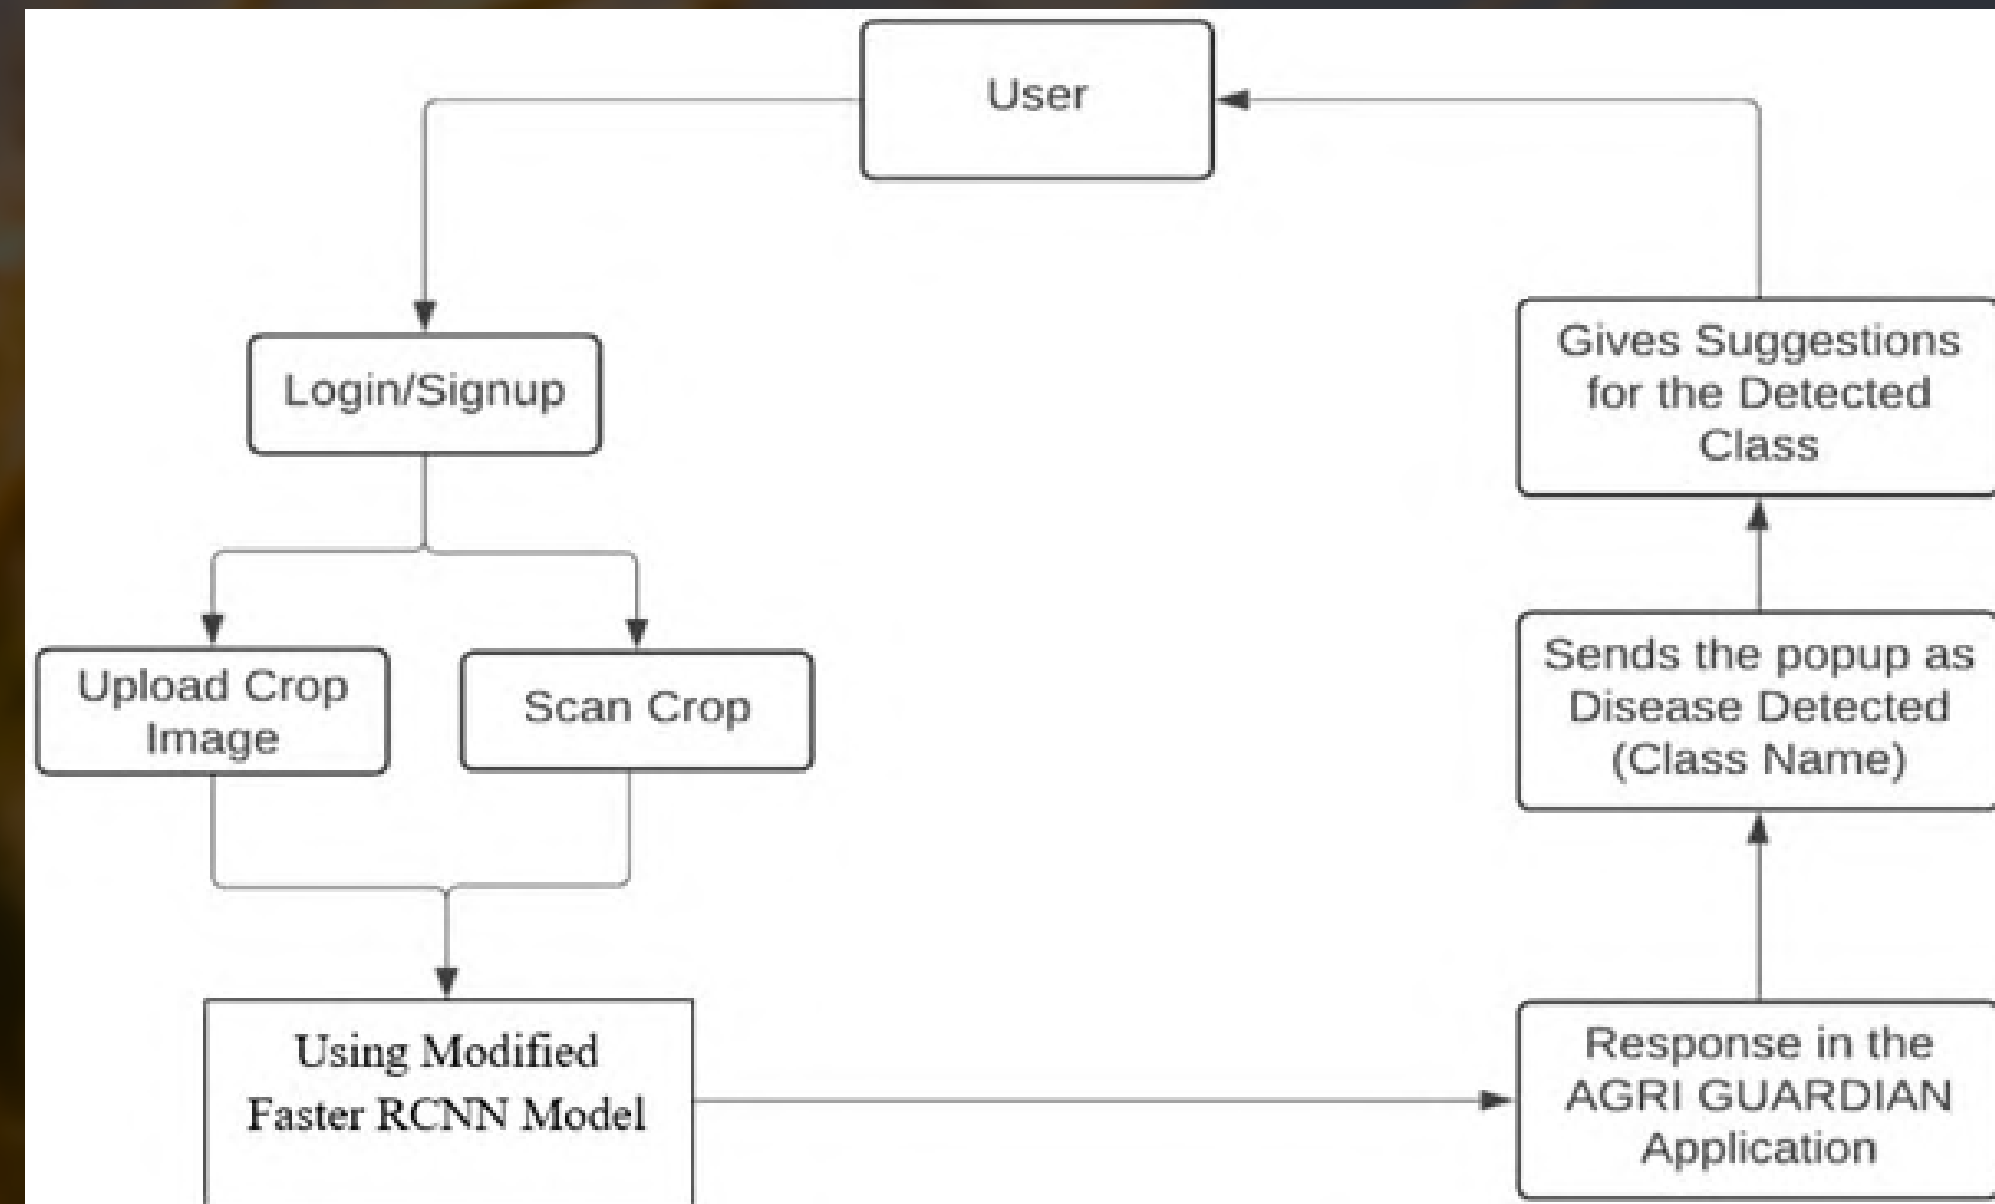 User
Login/Signup
Upload Crop
Image
Scan Crop
Using Modified
Faster RCNN Model
Response in the
AGRI GUARDIAN
Application
Sends the popup as
Disease Detected
(Class Name)
Gives Suggestions
for the Detected
Class